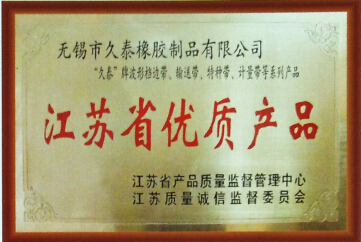 无锡市久泰橡胶制品有限公司
“久泰”牌波形档边带、输送带、特种带、计量带等系列产品
江苏省优质产品
江苏省产品质量监督管理中心
江苏质量诚信监督委员会